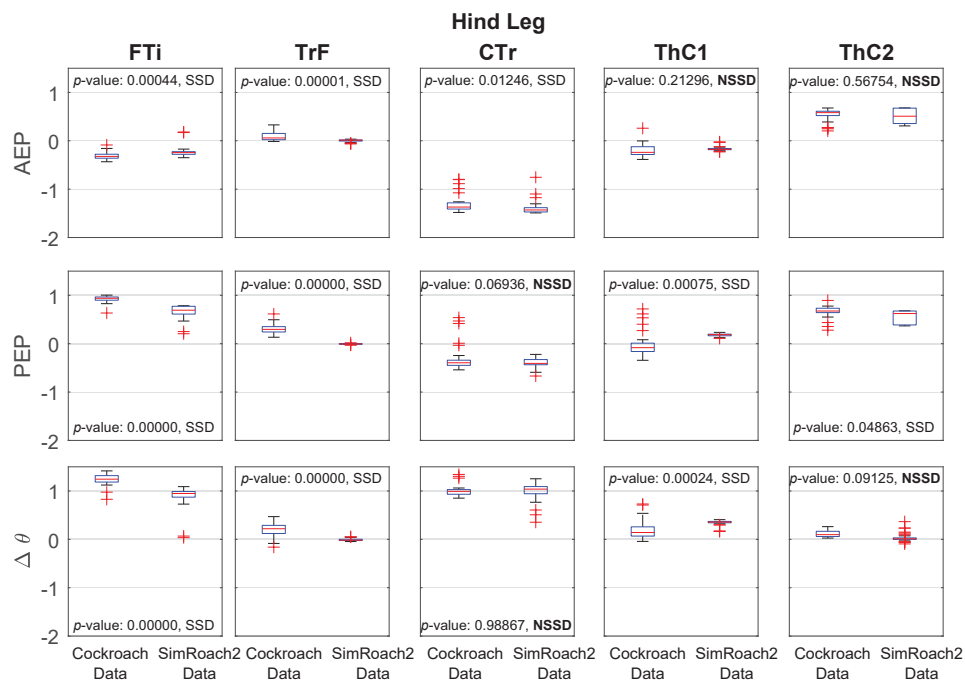 Hind Leg
FTi TrF CTr ThC1 ThC2
p-value: 0.00044, SSD p-value: 0.00001, SSD p-value: 0.01246, SSD p-value: 0.21296, NSSD p-value: 0.56754, NSSD
1
0
-1
-2
AEP
p-value: 0.00000, SSD p-value: 0.06936, NSSD p-value: 0.00075, SSD
1
0
-1
-2
PEP
p-value: 0.00000, SSD p-value: 0.04863, SSD
p-value: 0.00000, SSD p-value: 0.00024, SSD p-value: 0.09125, NSSD
1
0
-1
-2
Δ θ
p-value: 0.00000, SSD p-value: 0.98867, NSSD
Cockroach SimRoach2 Cockroach SimRoach2 Cockroach SimRoach2 Cockroach SimRoach2 Cockroach SimRoach2
Data Data Data Data Data Data Data Data Data Data